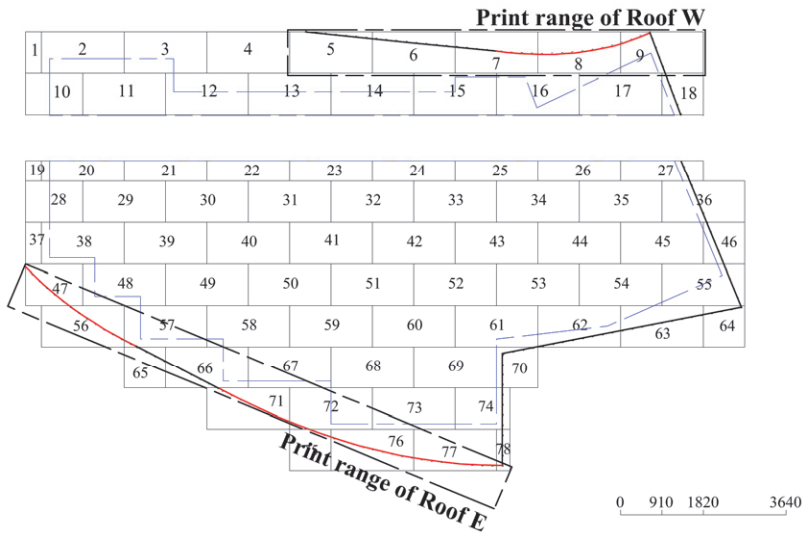 Print range of Roof W
1 2 3 4 5 6 7 8 9
10 11 12 13 14 15 16 17 18
19 20 21 22 23 24 25 26 27
28 29 30 31 32 33 34 35 36
37 38 39 40 41 42 43 44 45 46
47 48 49 50 51 52 53 54 55
56 57 58 59 60 61 62 63 64
65 66 67 68 69 70
71 72 73 74
76 77 78
Print range of Roof E
0 910 1820 3640